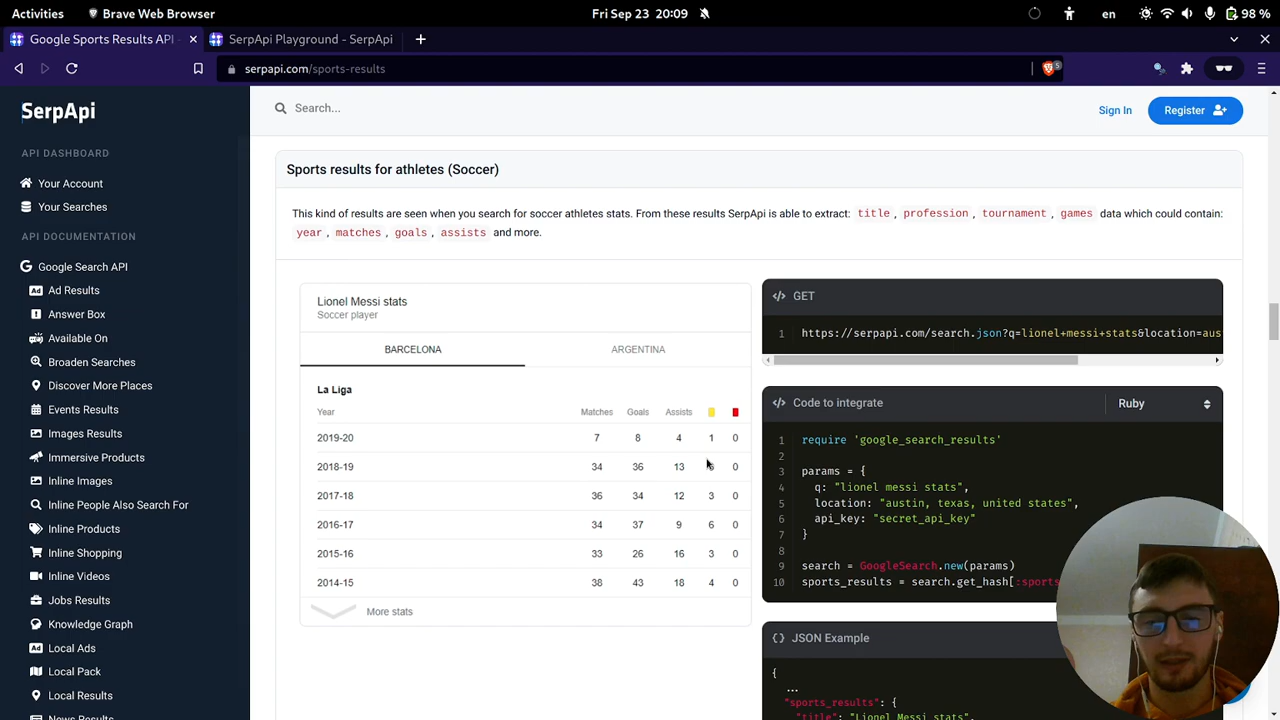 Activities
Brave Web Browser
Fri Sep 23 20:09
en
98 %
Google Sports Results API -
SerpApi Playground - SerpApi
serpapi.com/sports-results
5
SerpApi
Search...
Sign In
Register
API DASHBOARD
Your Account
Your Searches
API DOCUMENTATION
Google Search API
Ad Results
Answer Box
Available On
Broaden Searches
Discover More Places
Events Results
Images Results
Immersive Products
Inline Images
Inline People Also Search For
Inline Products
Inline Shopping
Inline Videos
Jobs Results
Knowledge Graph
Local Ads
Local Pack
Local Results
News Results
Sports results for athletes (Soccer)
This kind of results are seen when you search for soccer athletes stats. From these results SerpApi is able to extract: title, profession, tournament, games data which could contain:
year, matches, goals, assists and more.
Lionel Messi stats
Soccer player
BARCELONA ARGENTINA
La Liga
Year Matches Goals Assists
2019-20 7 8 4 1 0
2018-19 34 36 13 0
2017-18 36 34 12 3 0
2016-17 34 37 9 6 0
2015-16 33 26 16 3 0
2014-15 38 43 18 4 0
More stats
</> GET
1 https://serpapi.com/search.json?q=lionel+messi+stats&location=aus
</> Code to integrate
Ruby
1 require 'google_search_results'
2
3 params = {
4 q: "lionel messi stats",
5 location: "austin, texas, united states",
6 api_key: "secret_api_key"
7 }
8
9 search = GoogleSearch.new(params)
10 sports_results = search.get_hash[:sports
{} JSON Example
{
...
"sports_results": {
"title": "Lionel Messi stats",